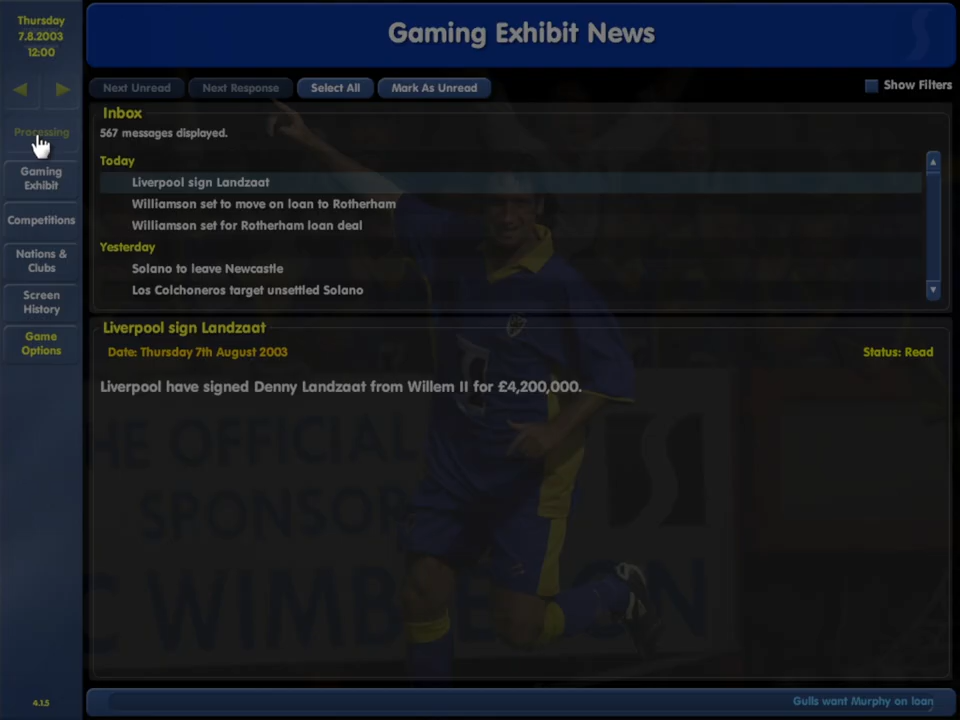 Thursday
7.8.2003
12:00
Processing
Gaming
Exhibit
Competitions
Nations &
Clubs
Screen
History
Game
Options
4.1.5
Gaming Exhibit News
Next Unread
Next Response
Select All
Mark As Unread
Show Filters
Inbox
567 messages displayed.
Today
Liverpool sign Landzaat
Williamson set to move on loan to Rotherham
Williamson set for Rotherham loan deal
Yesterday
Solano to leave Newcastle
Los Colchoneros target unsettled Solano
Liverpool sign Landzaat
Date: Thursday 7th August 2003
Status: Read
Liverpool have signed Denny Landzaat from Willem II for £4,200,000.
HE OFFICIAL
SPONSOR
C WIMBLEDON
Gulls want Murphy on loan